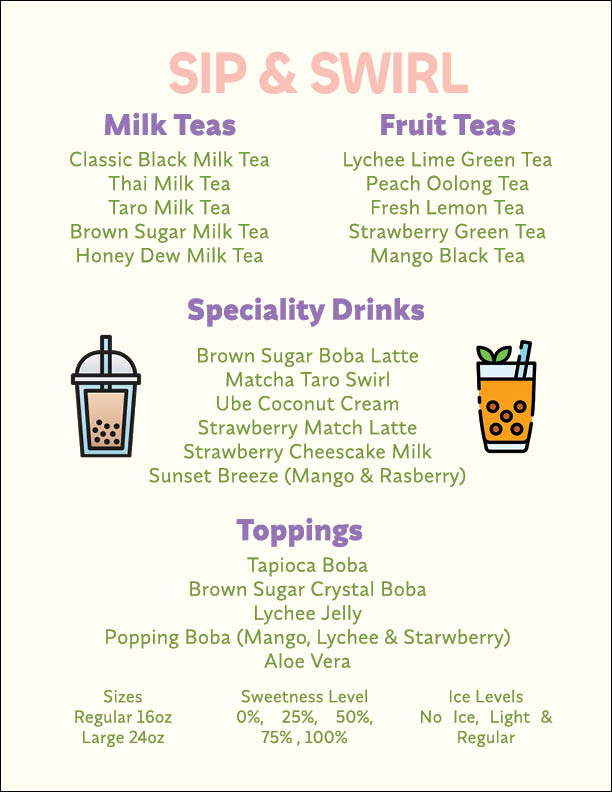 SIP & SWIRL
Milk Teas
Classic Black Milk Tea
Thai Milk Tea
Taro Milk Tea
Brown Sugar Milk Tea
Honey Dew Milk Tea
Fruit Teas
Lychee Lime Green Tea
Peach Oolong Tea
Fresh Lemon Tea
Strawberry Green Tea
Mango Black Tea
Speciality Drinks
Brown Sugar Boba Latte
Matcha Taro Swirl
Ube Coconut Cream
Strawberry Match Latte
Strawberry Cheescake Milk
Sunset Breeze (Mango & Rasberry)
Toppings
Tapioca Boba
Brown Sugar Crystal Boba
Lychee Jelly
Popping Boba (Mango, Lychee & Starwberry)
Aloe Vera
Sizes
Regular 16oz
Large 24oz
Sweetness Level
0%, 25%, 50%,
75% , 100%
Ice Levels
No Ice, Light &
Regular